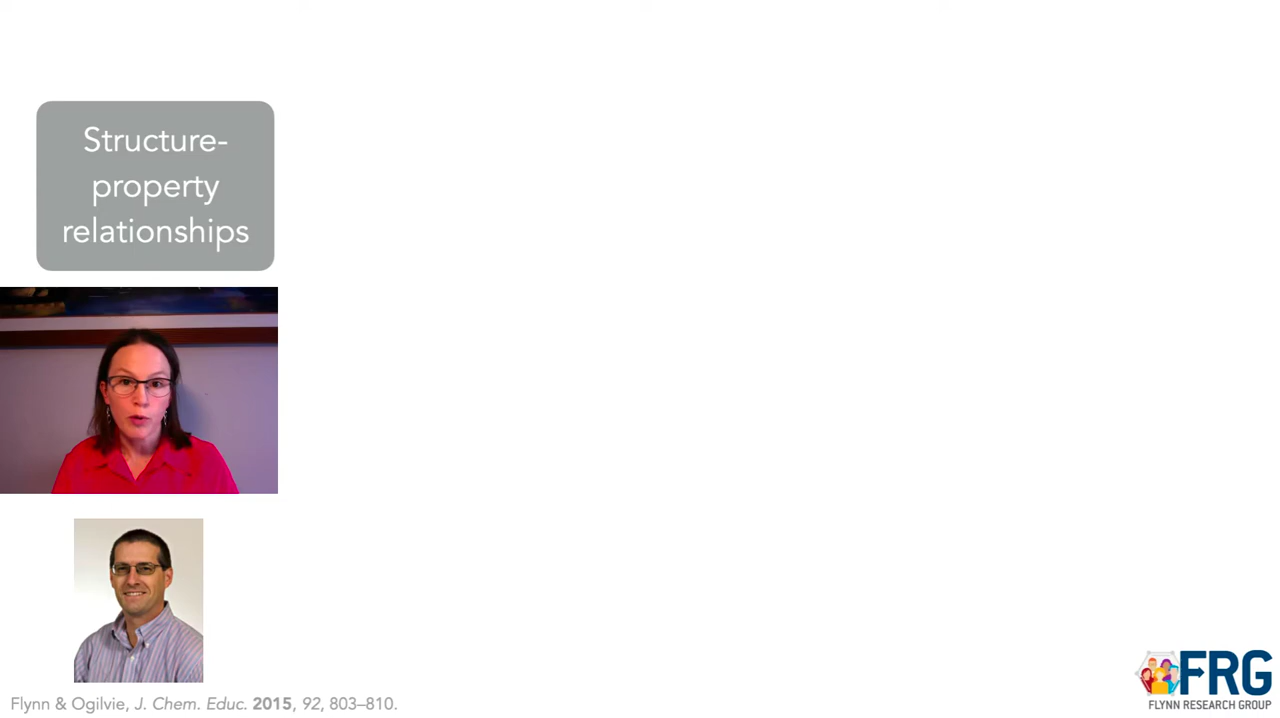 Structure-
property
relationships
Flynn & Ogilvie, J. Chem. Educ. 2015, 92, 803–810.
FRG
FLYNN RESEARCH GROUP